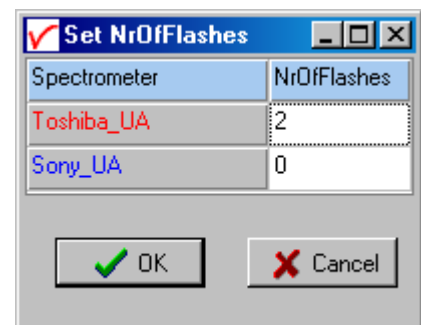 Set NrOfFlashes
Spectrometer NrOfFlashes
Toshiba_UA 2
Sony_UA 0
OK Cancel